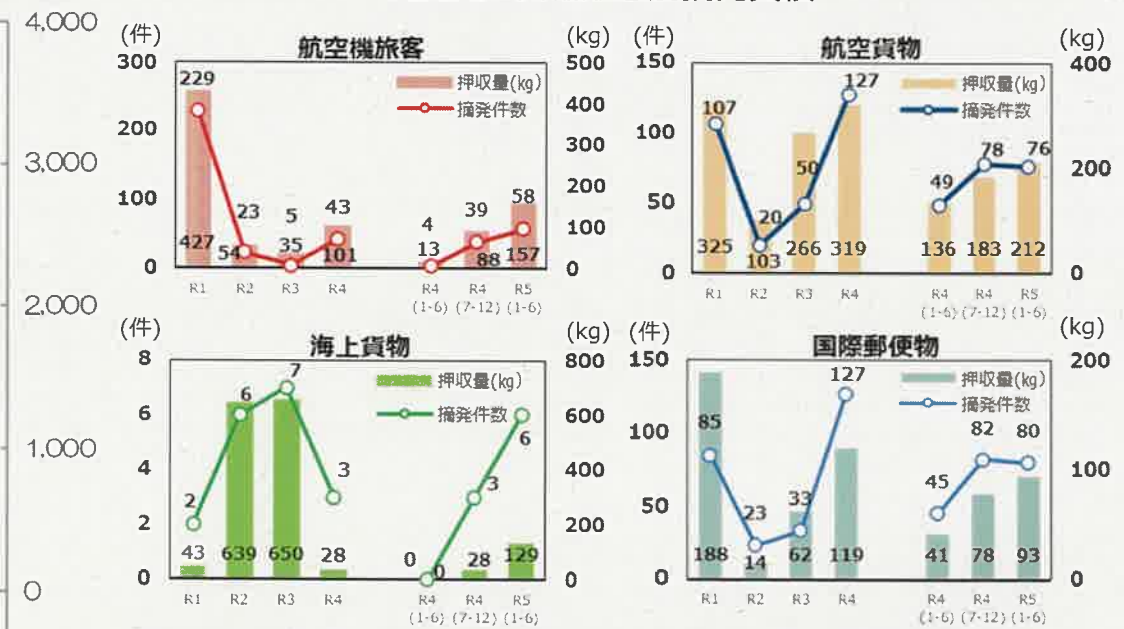 4,000
3,000
2,000
1,000
0
(件)
航空機旅客
(kg)
押収量(kg)
摘発件数
300
200
100
0
500
400
300
200
100
0
229
23
5
43
4
39
58
427
54
35
101
13
88
157
R1
R2
R3
R4
R4
(1-6)
R4
(7-12)
R5
(1-6)
(件)
航空貨物
(kg)
押収量(kg)
摘発件数
150
100
50
0
400
200
0
107
20
50
127
49
78
76
325
103
266
319
136
183
212
R1
R2
R3
R4
R4
(1-6)
R4
(7-12)
R5
(1-6)
(件)
海上貨物
(kg)
押収量(kg)
摘発件数
8
6
4
2
0
800
600
400
200
0
2
6
7
3
0
3
6
43
639
650
28
0
28
129
R1
R2
R3
R4
R4
(1-6)
R4
(7-12)
R5
(1-6)
(件)
国際郵便物
(kg)
押収量(kg)
摘発件数
150
100
50
0
200
100
0
85
23
33
127
45
82
80
188
14
62
119
41
78
93
R1
R2
R3
R4
R4
(1-6)
R4
(7-12)
R5
(1-6)